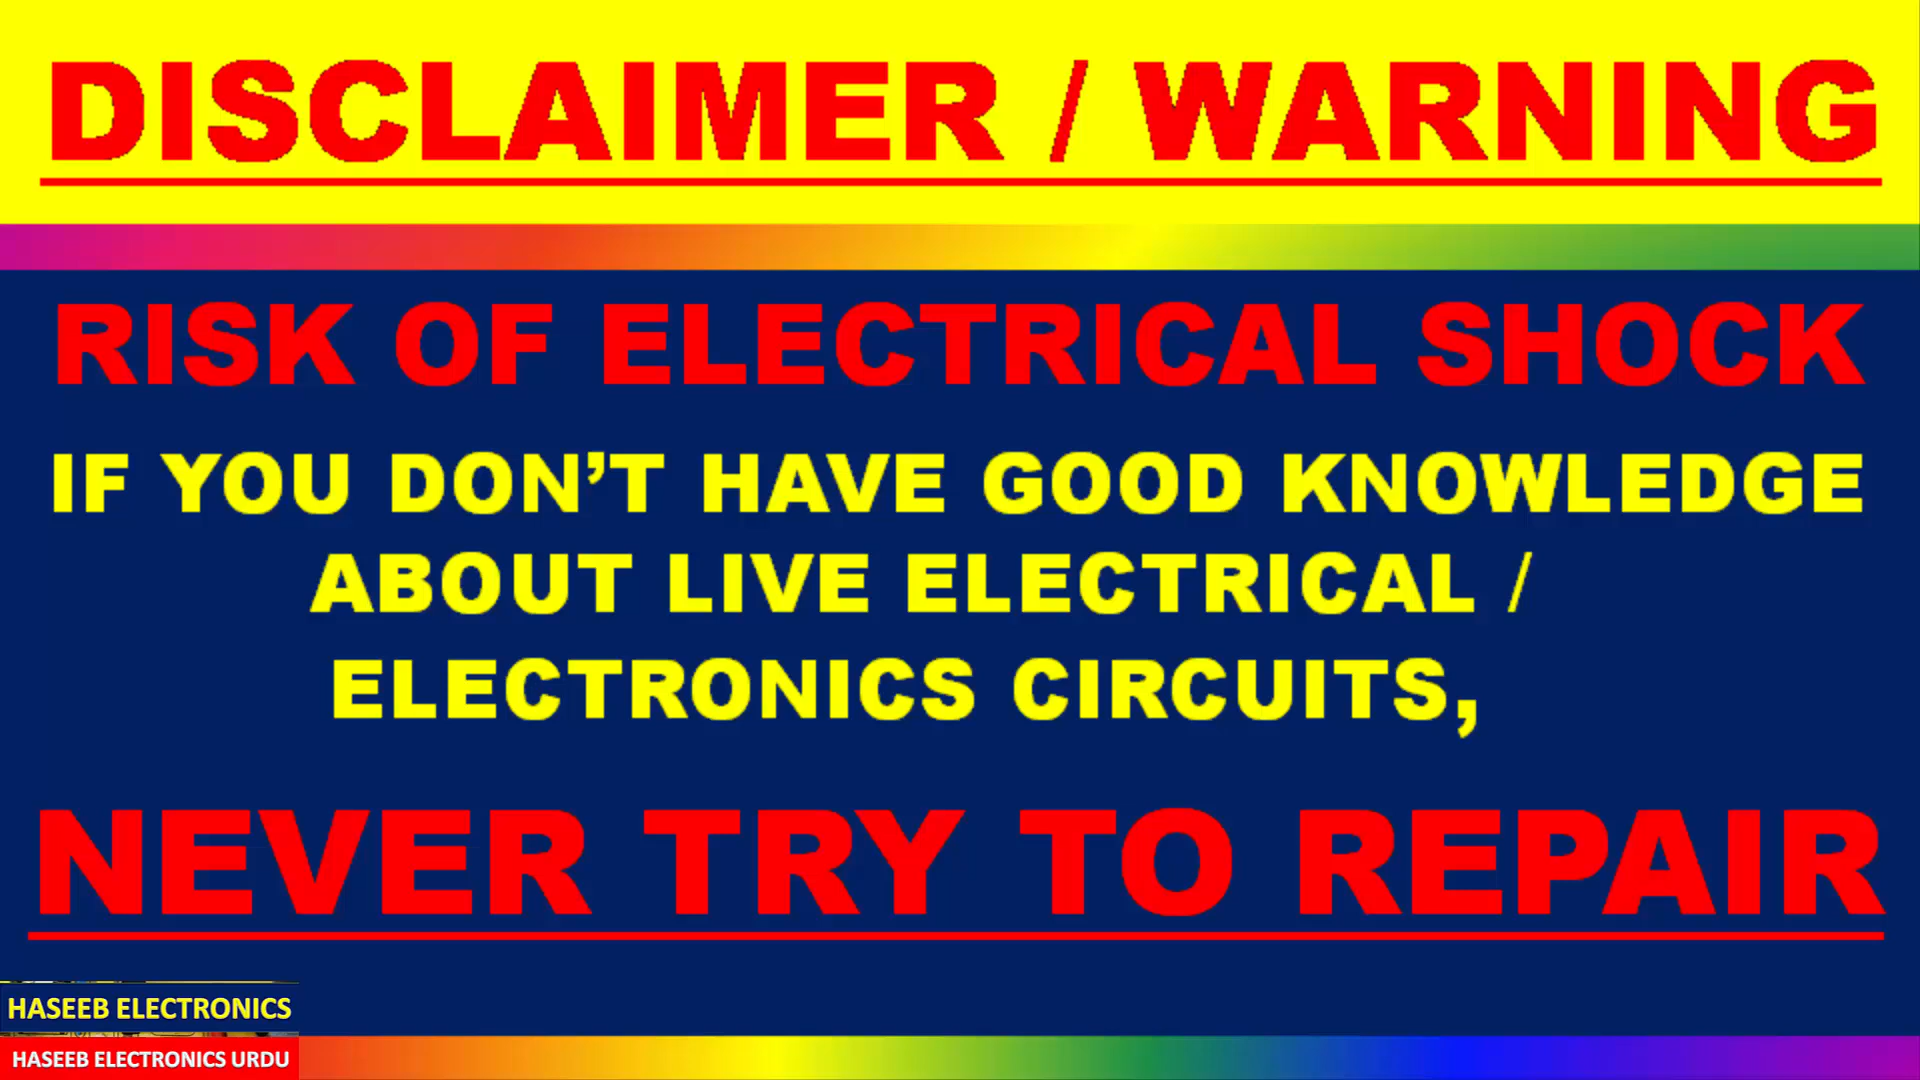 DISCLAIMER / WARNING
RISK OF ELECTRICAL SHOCK
IF YOU DON’T HAVE GOOD KNOWLEDGE
ABOUT LIVE ELECTRICAL /
ELECTRONICS CIRCUITS,
NEVER TRY TO REPAIR
HASEEB ELECTRONICS
HASEEB ELECTRONICS URDU